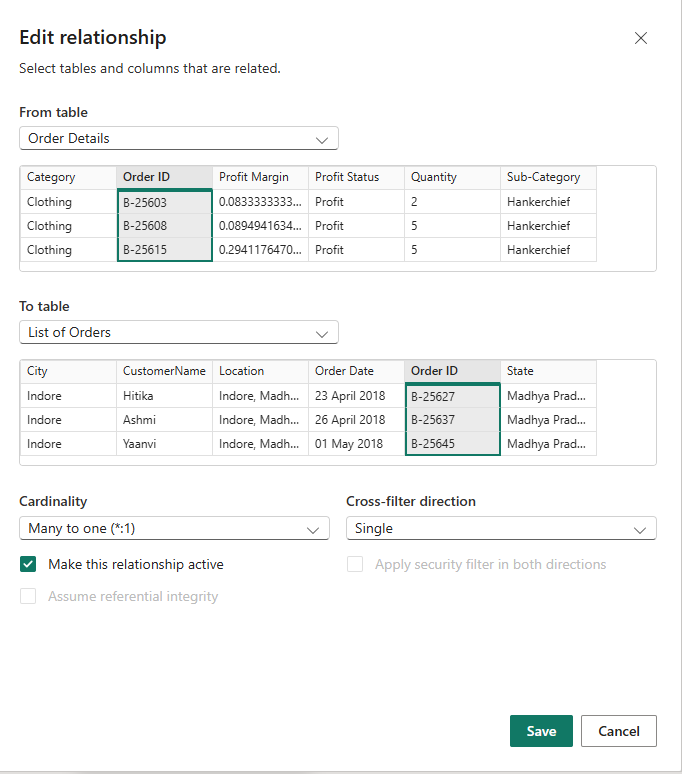 Edit relationship
Select tables and columns that are related.
From table
Order Details
Category Order ID Profit Margin Profit Status Quantity Sub-Category
Clothing B-25603 0.0833333333... Profit 2 Hankerchief
Clothing B-25608 0.0894941634... Profit 5 Hankerchief
Clothing B-25615 0.2941176470... Profit 5 Hankerchief
To table
List of Orders
City CustomerName Location Order Date Order ID State
Indore Hitika Indore, Madh... 23 April 2018 B-25627 Madhya Prad...
Indore Ashmi Indore, Madh... 26 April 2018 B-25637 Madhya Prad...
Indore Yaanvi Indore, Madh... 01 May 2018 B-25645 Madhya Prad...
Cardinality Cross-filter direction
Many to one (*:1) Single
Make this relationship active Apply security filter in both directions
Assume referential integrity
Save Cancel